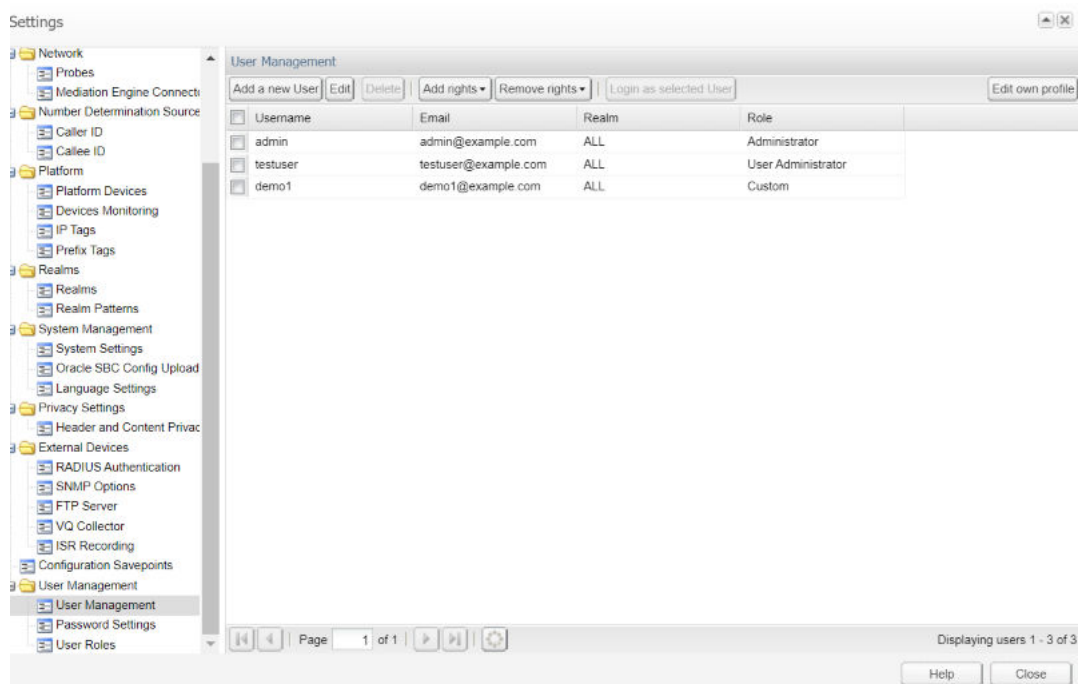 Settings
Network
Probes
Mediation Engine Connect
Number Determination Source
Caller ID
Callee ID
Platform
Platform Devices
Devices Monitoring
IP Tags
Prefix Tags
Realms
Realms
Realm Patterns
System Management
System Settings
Oracle SBC Config Upload
Language Settings
Privacy Settings
Header and Content Privac
External Devices
RADIUS Authentication
SNMP Options
FTP Server
VQ Collector
ISR Recording
Configuration Savepoints
User Management
User Management
Password Settings
User Roles
User Management
Add a new User Edit Delete Add rights Remove rights Login as selected User Edit own profile
Username Email Realm Role
admin admin@example.com ALL Administrator
testuser testuser@example.com ALL User Administrator
demo1 demo1@example.com ALL Custom
Page 1 of 1 Displaying users 1 - 3 of 3
Help Close